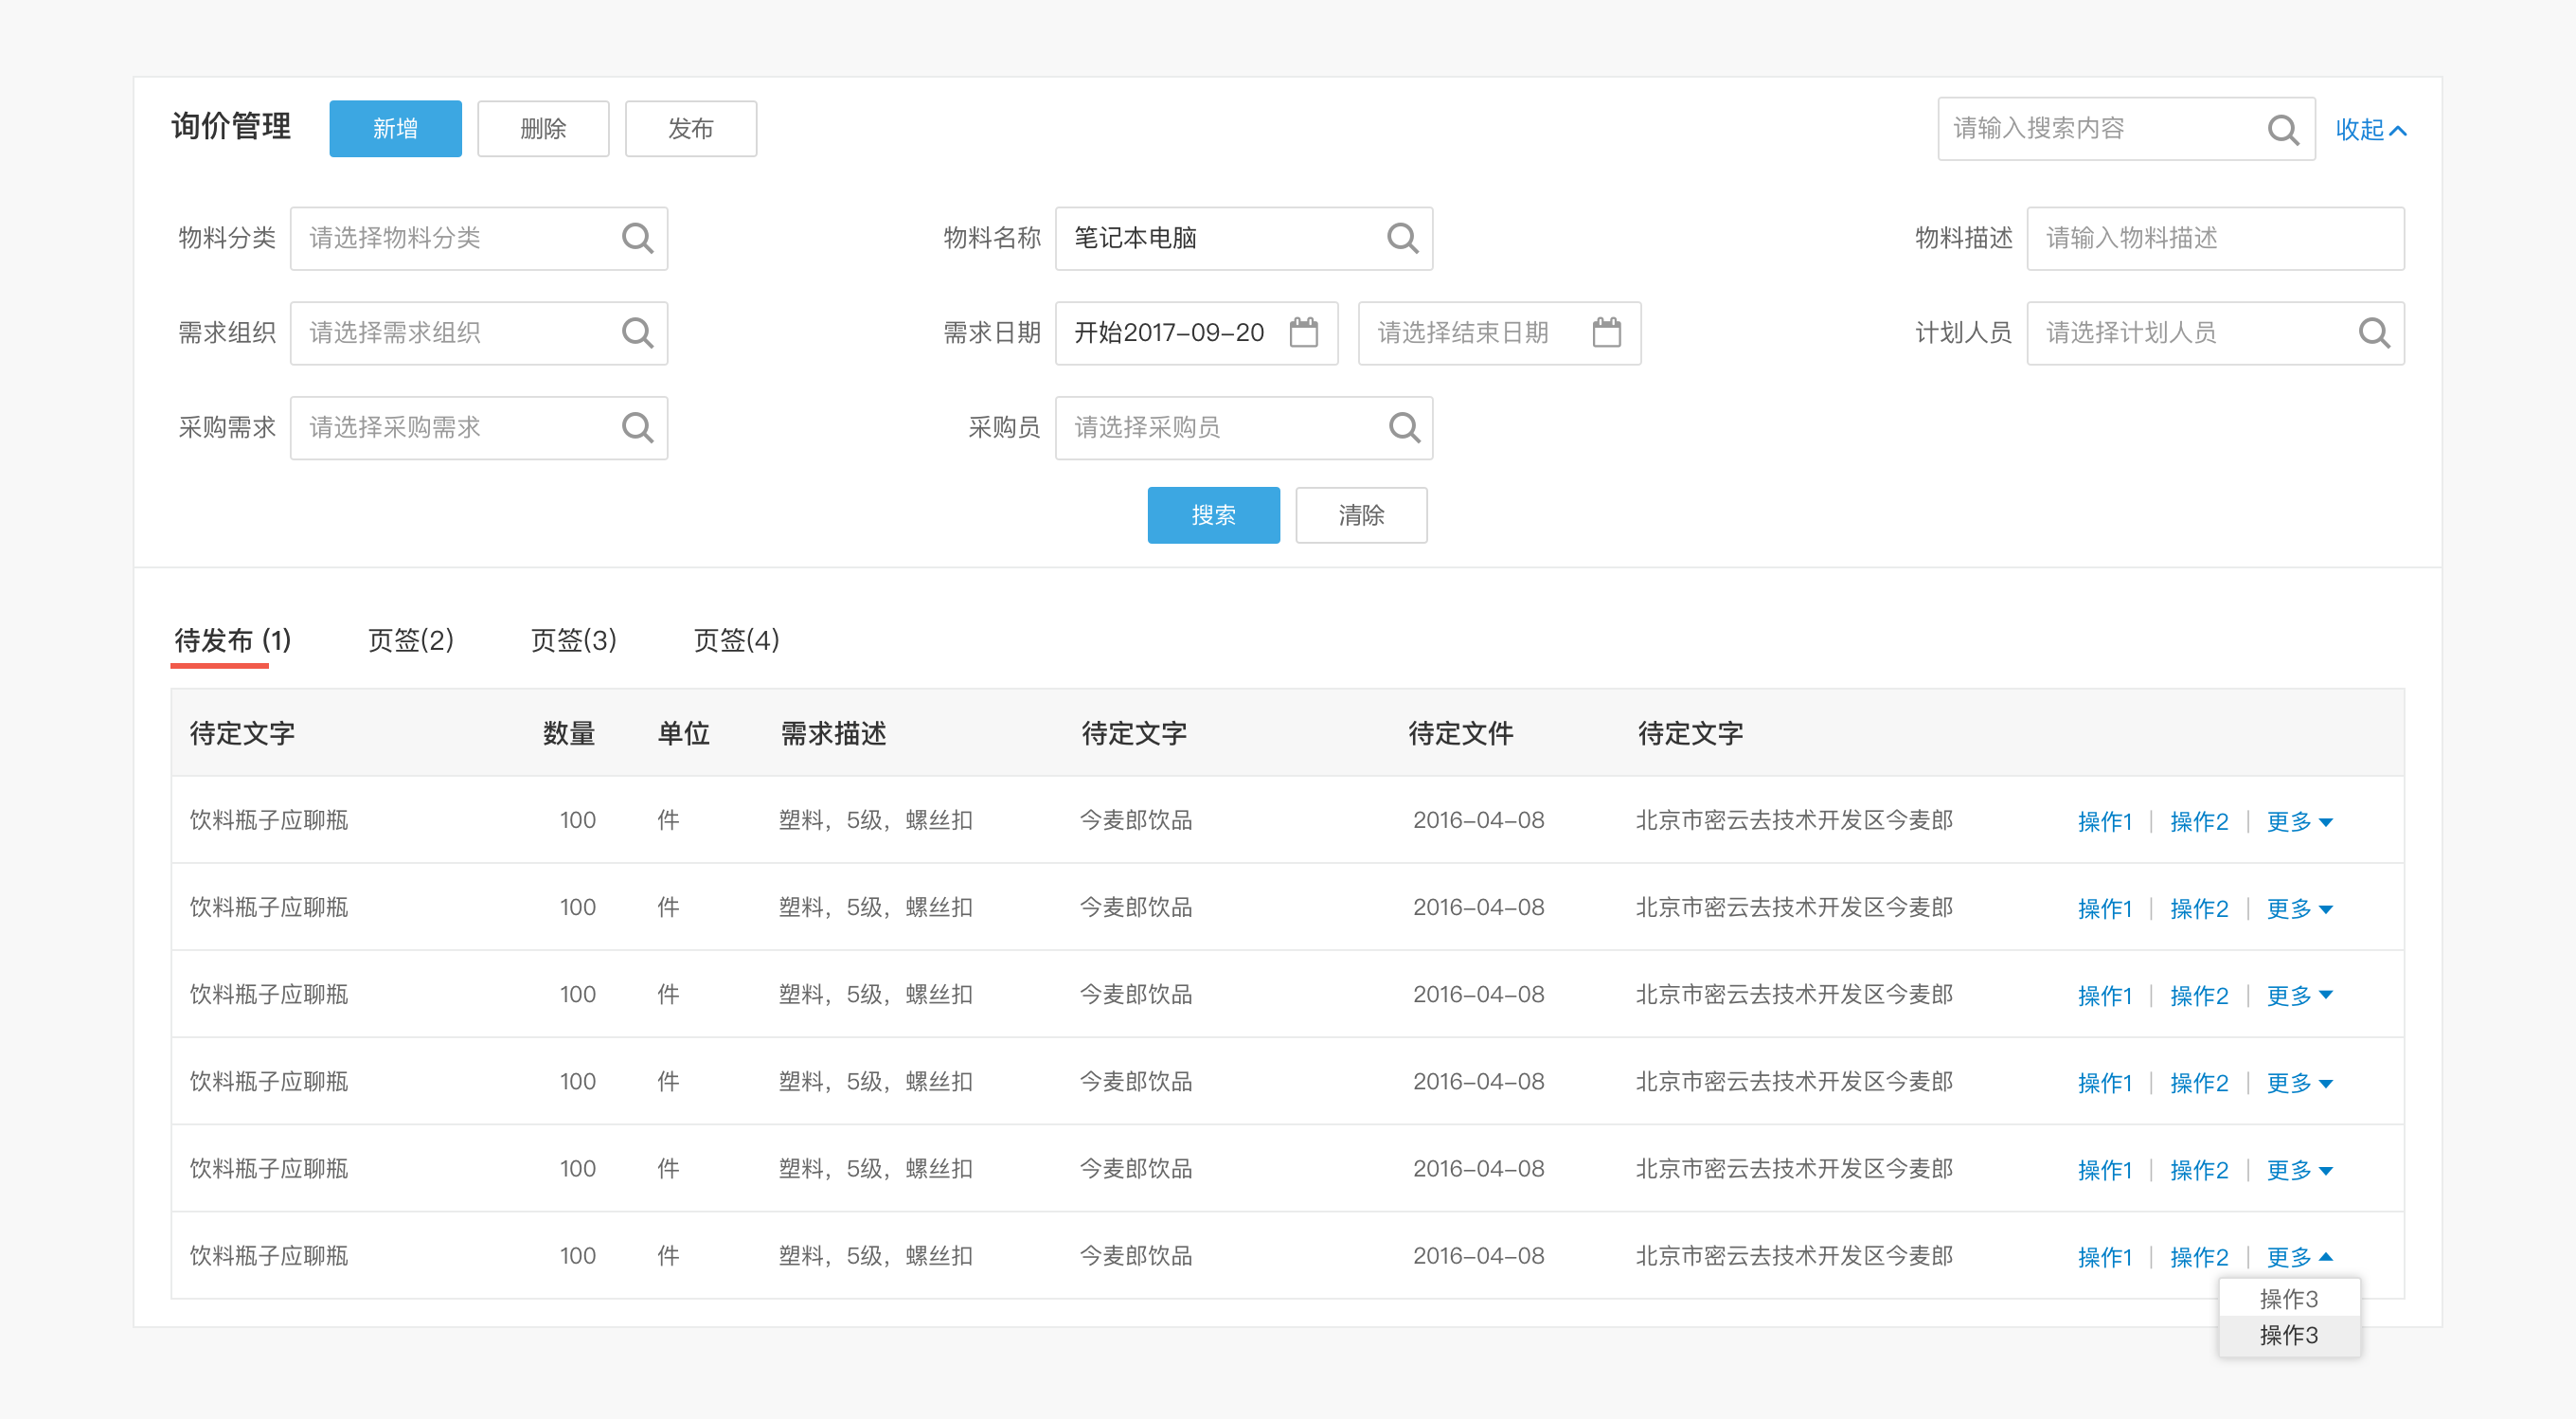 询价管理 新增 删除 发布 请输入搜索内容 收起
物料分类 请选择物料分类 物料名称 笔记本电脑 物料描述 请输入物料描述
需求组织 请选择需求组织 需求日期 开始2017-09-20 请选择结束日期 计划人员 请选择计划人员
采购需求 请选择采购需求 采购员 请选择采购员
搜索 清除
待发布 (1) 页签(2) 页签(3) 页签(4)
待定文字 数量 单位 需求描述 待定文字 待定文件 待定文字
饮料瓶子应聊瓶 100 件 塑料，5级，螺丝扣 今麦郎饮品 2016-04-08 北京市密云去技术开发区今麦郎 操作1 | 操作2 | 更多
饮料瓶子应聊瓶 100 件 塑料，5级，螺丝扣 今麦郎饮品 2016-04-08 北京市密云去技术开发区今麦郎 操作1 | 操作2 | 更多
饮料瓶子应聊瓶 100 件 塑料，5级，螺丝扣 今麦郎饮品 2016-04-08 北京市密云去技术开发区今麦郎 操作1 | 操作2 | 更多
饮料瓶子应聊瓶 100 件 塑料，5级，螺丝扣 今麦郎饮品 2016-04-08 北京市密云去技术开发区今麦郎 操作1 | 操作2 | 更多
饮料瓶子应聊瓶 100 件 塑料，5级，螺丝扣 今麦郎饮品 2016-04-08 北京市密云去技术开发区今麦郎 操作1 | 操作2 | 更多
饮料瓶子应聊瓶 100 件 塑料，5级，螺丝扣 今麦郎饮品 2016-04-08 北京市密云去技术开发区今麦郎 操作1 | 操作2 | 更多
操作3
操作3